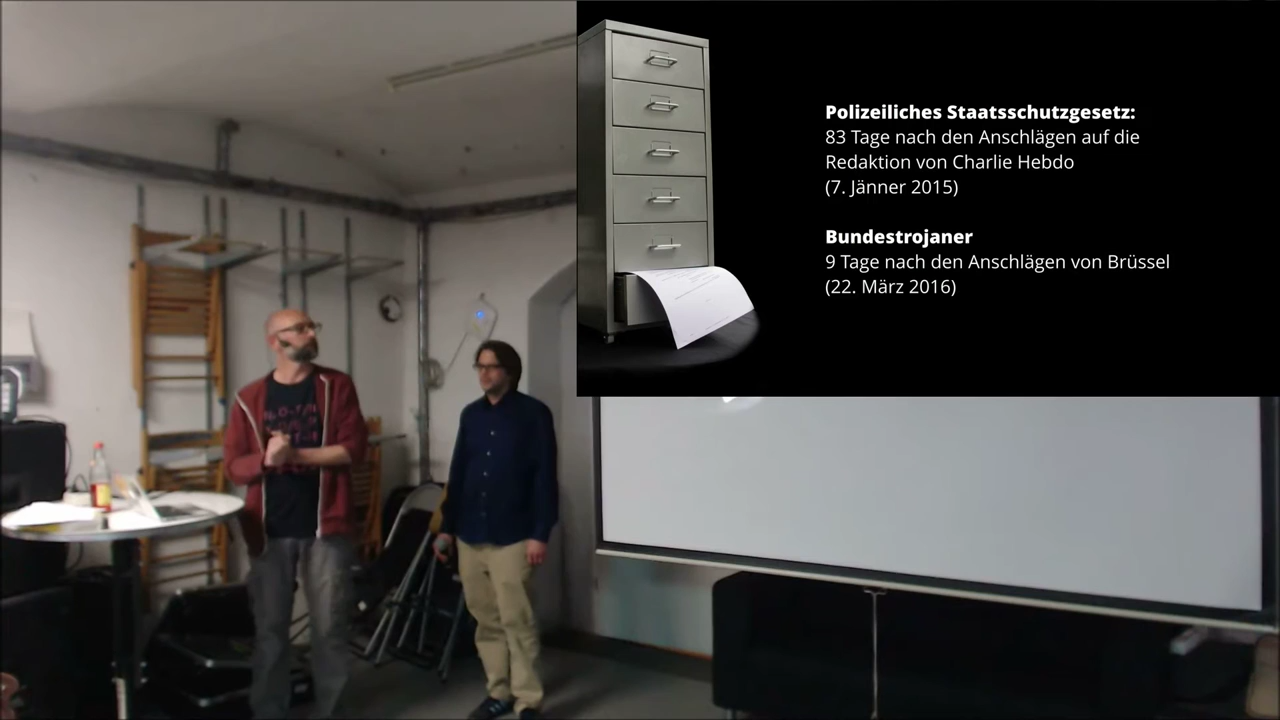 Polizeiliches Staatsschutzgesetz:
83 Tage nach den Anschlägen auf die
Redaktion von Charlie Hebdo
(7. Jänner 2015)
Bundestrojaner
9 Tage nach den Anschlägen von Brüssel
(22. März 2016)